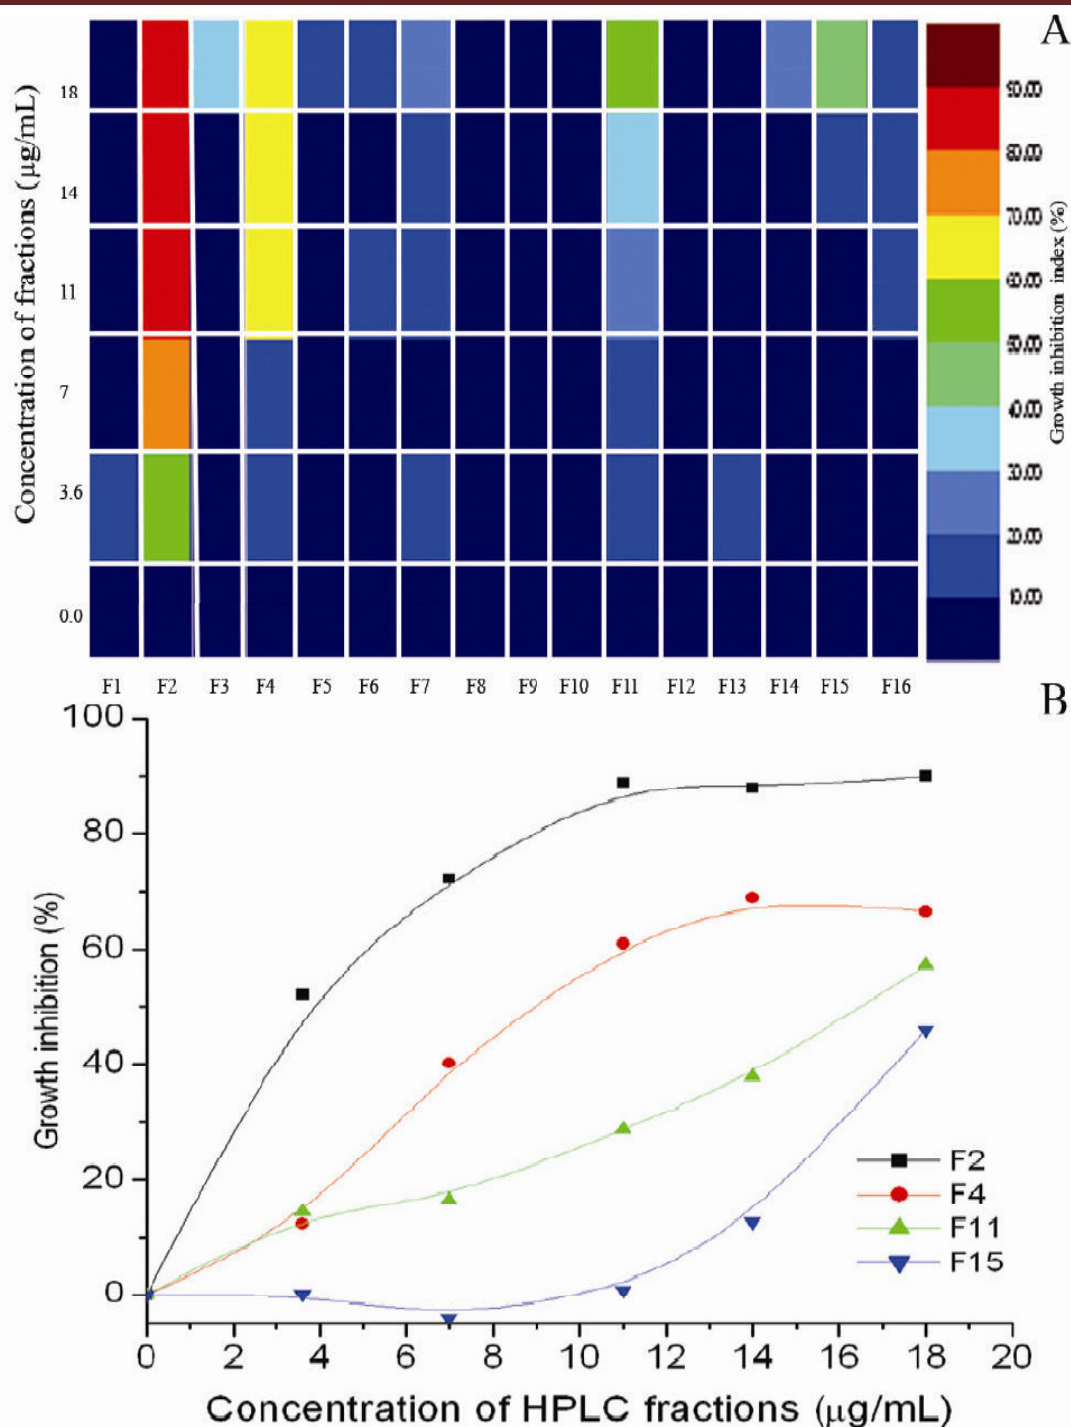 A
Concentration of fractions (µg/mL)
18
14
11
7
3.6
0.0
90.00
80.00
70.00
60.00
50.00
40.00
30.00
20.00
10.00
Growth inhibition index (%)
F1 F2 F3 F4 F5 F6 F7 F8 F9 F10 F11 F12 F13 F14 F15 F16
B
Growth inhibition (%)
100
80
60
40
20
0
F2
F4
F11
F15
0 2 4 6 8 10 12 14 16 18 20
Concentration of HPLC fractions (µg/mL)